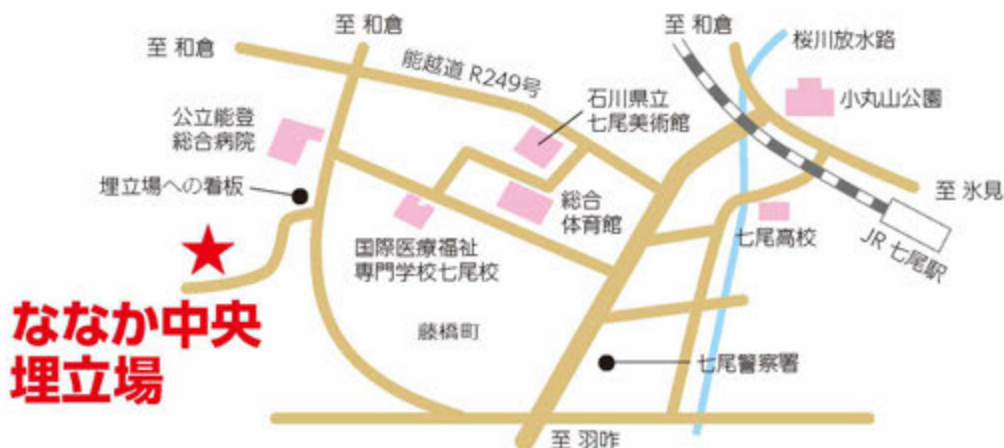 至 和倉
至 和倉
至 和倉
桜川放水路
能越道 R249号
石川県立
七尾美術館
小丸山公園
公立能登
総合病院
埋立場への看板
至 氷見
総合
体育館
七尾高校
JR 七尾駅
国際医療福祉
専門学校七尾校
ななか中央
埋立場
藤橋町
七尾警察署
至 羽咋